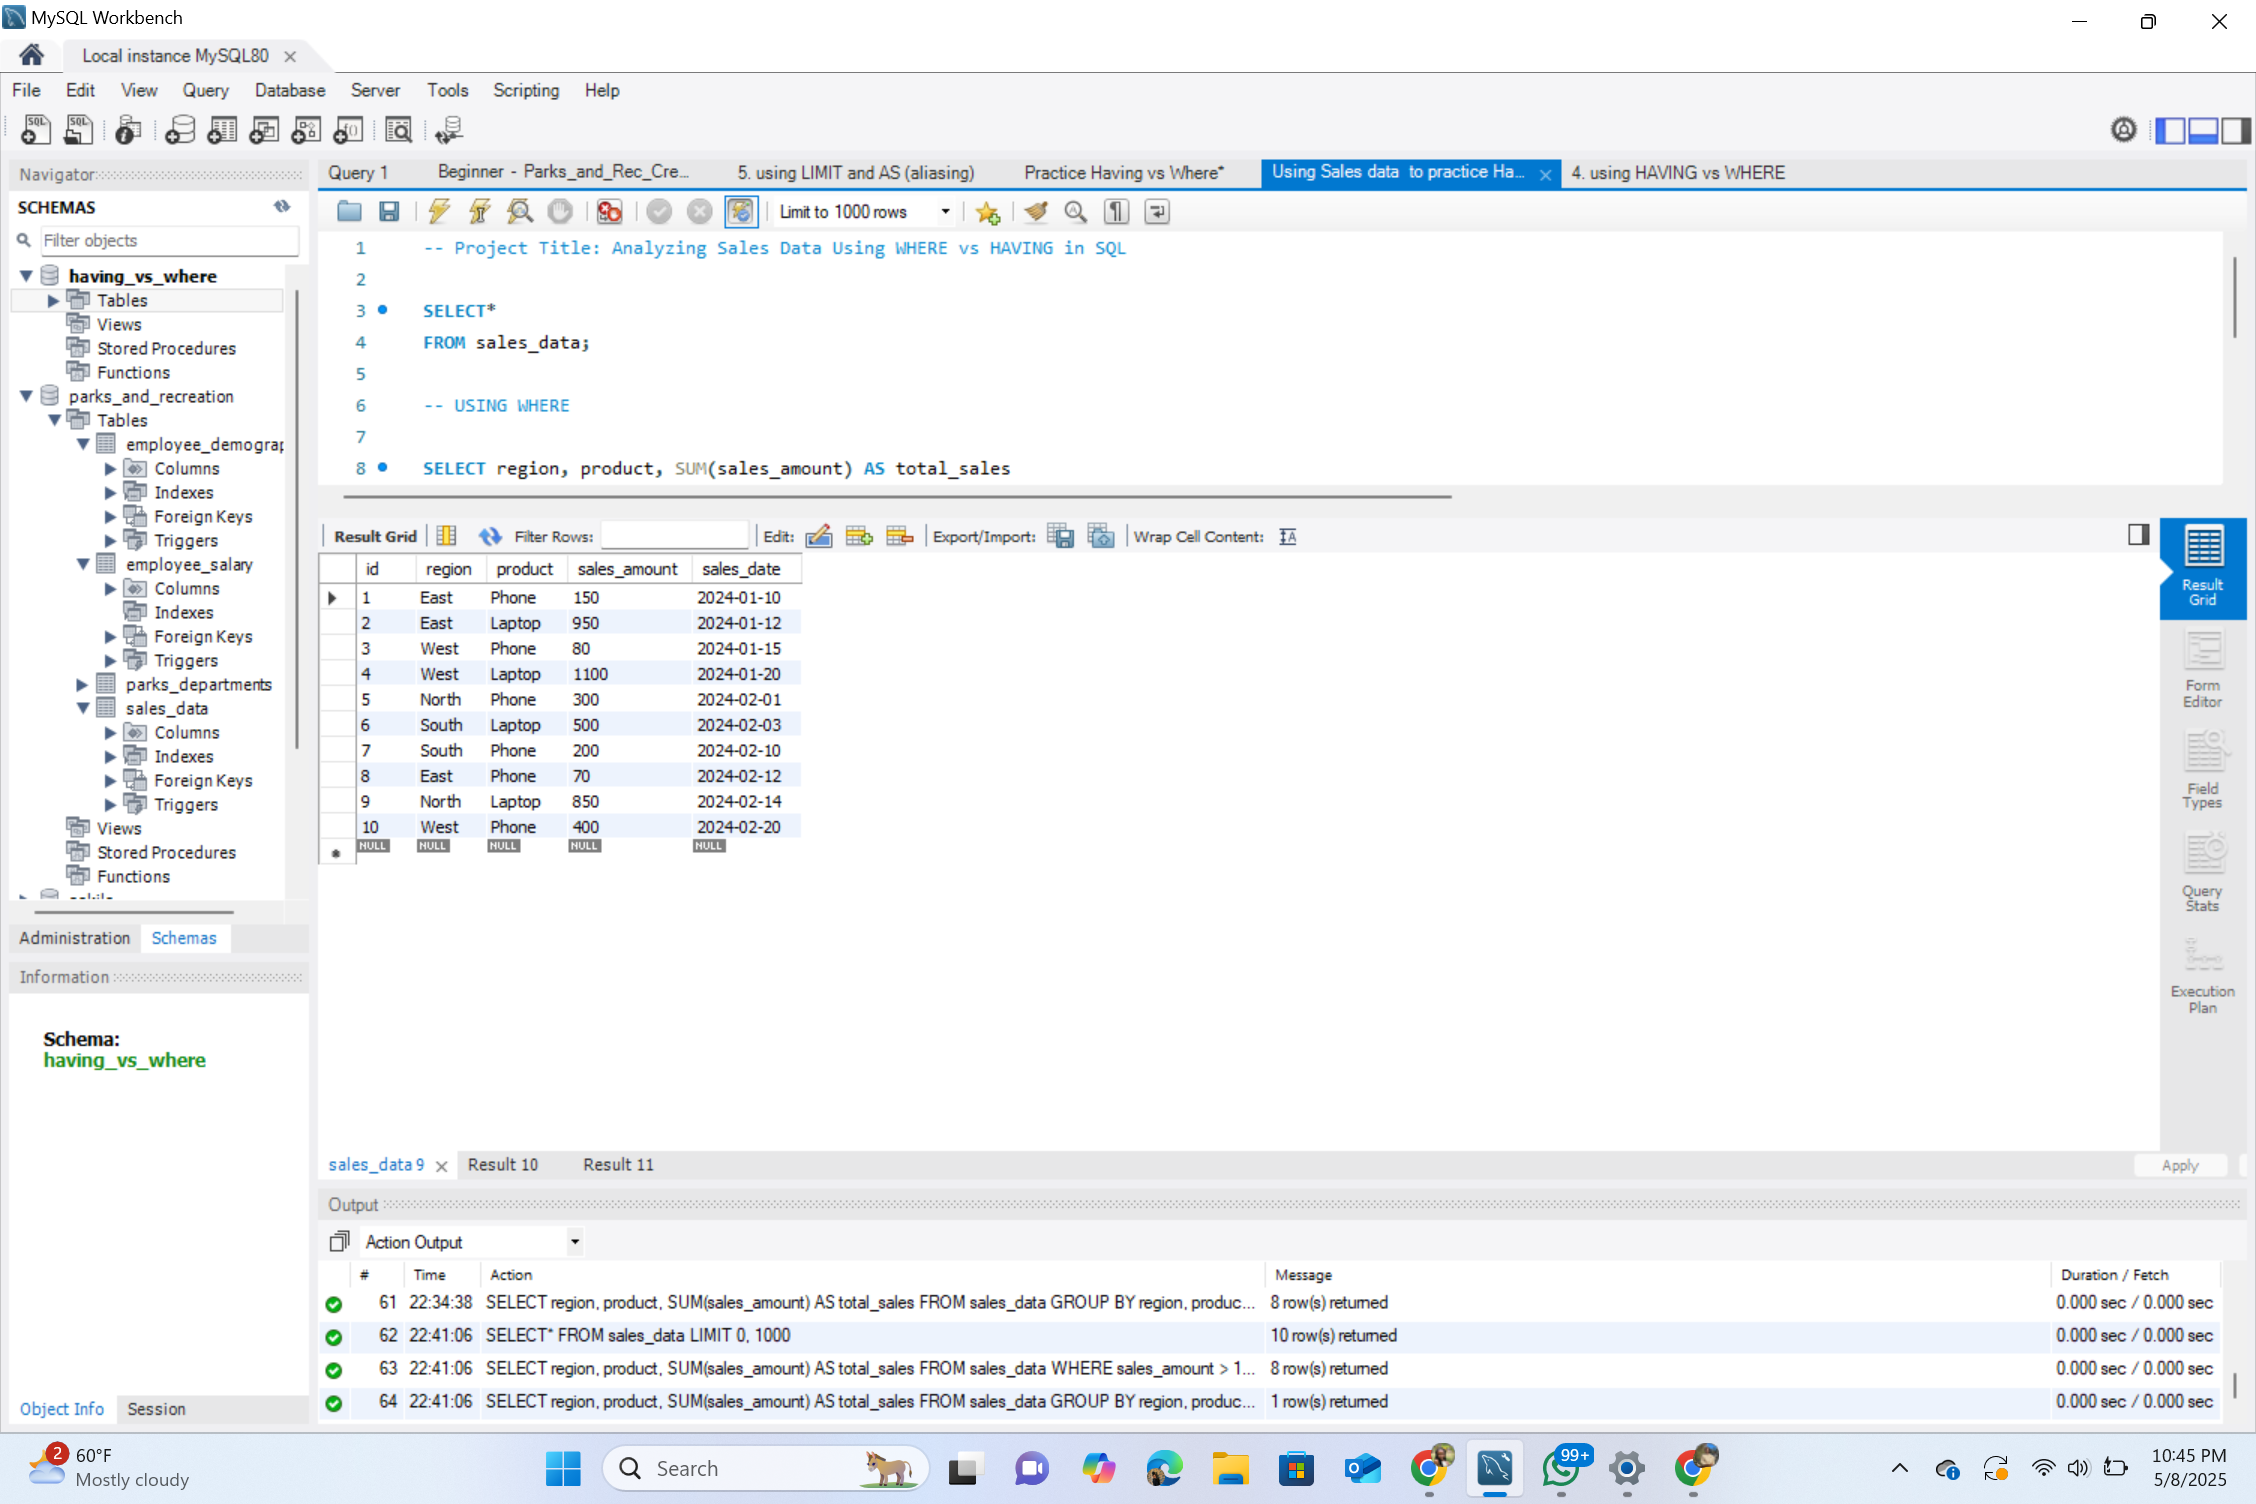 MySQL Workbench
Local instance MySQL80
File Edit View Query Database Server Tools Scripting Help
Navigator
SCHEMAS
Filter objects
having_vs_where
Tables
Views
Stored Procedures
Functions
parks_and_recreation
Tables
employee_demograp
Columns
Indexes
Foreign Keys
Triggers
employee_salary
Columns
Indexes
Foreign Keys
Triggers
parks_departments
sales_data
Columns
Indexes
Foreign Keys
Triggers
Views
Stored Procedures
Functions
Administration Schemas
Information
Schema:
having_vs_where
Object Info Session
Query 1 Beginner - Parks_and_Rec_Cre... 5. using LIMIT and AS (aliasing) Practice Having vs Where* Using Sales data to practice Ha... 4. using HAVING vs WHERE
Limit to 1000 rows
1 -- Project Title: Analyzing Sales Data Using WHERE vs HAVING in SQL
2
3 SELECT*
4 FROM sales_data;
5
6 -- USING WHERE
7
8 SELECT region, product, SUM(sales_amount) AS total_sales
Result Grid Filter Rows: Edit: Export/Import: Wrap Cell Content:
id region product sales_amount sales_date
1 East Phone 150 2024-01-10
2 East Laptop 950 2024-01-12
3 West Phone 80 2024-01-15
4 West Laptop 1100 2024-01-20
5 North Phone 300 2024-02-01
6 South Laptop 500 2024-02-03
7 South Phone 200 2024-02-10
8 East Phone 70 2024-02-12
9 North Laptop 850 2024-02-14
10 West Phone 400 2024-02-20
NULL NULL NULL NULL NULL
Result
Grid
Form
Editor
Field
Types
Query
Stats
Execution
Plan
sales_data 9 Result 10 Result 11
Apply
Output
Action Output
# Time Action Message Duration / Fetch
61 22:34:38 SELECT region, product, SUM(sales_amount) AS total_sales FROM sales_data GROUP BY region, produc... 8 row(s) returned 0.000 sec / 0.000 sec
62 22:41:06 SELECT* FROM sales_data LIMIT 0, 1000 10 row(s) returned 0.000 sec / 0.000 sec
63 22:41:06 SELECT region, product, SUM(sales_amount) AS total_sales FROM sales_data WHERE sales_amount > 1... 8 row(s) returned 0.000 sec / 0.000 sec
64 22:41:06 SELECT region, product, SUM(sales_amount) AS total_sales FROM sales_data GROUP BY region, produc... 1 row(s) returned 0.000 sec / 0.000 sec
2
60°F
Mostly cloudy
Search
99+
10:45 PM
5/8/2025